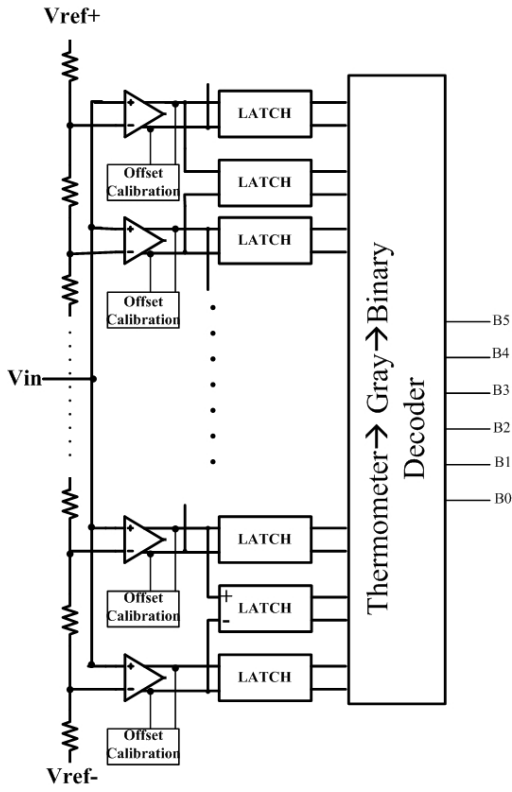 Vref+
+
-
LATCH
Offset
Calibration
LATCH
+
-
LATCH
Offset
Calibration
Vin
Thermometer→ Gray→Binary
Decoder
B5
B4
B3
B2
B1
B0
+
-
LATCH
Offset
Calibration
+
-
LATCH
+
-
LATCH
Offset
Calibration
Vref-